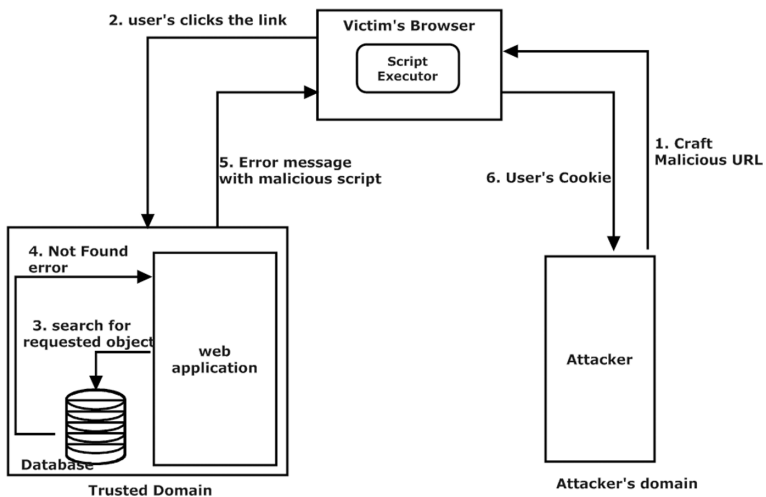 2. user's clicks the link
Victim's Browser
Script
Executor
1. Craft
Malicious URL
5. Error message
with malicious script
6. User's Cookie
4. Not Found
error
3. search for
requested object
web
application
Database
Trusted Domain
Attacker
Attacker's domain